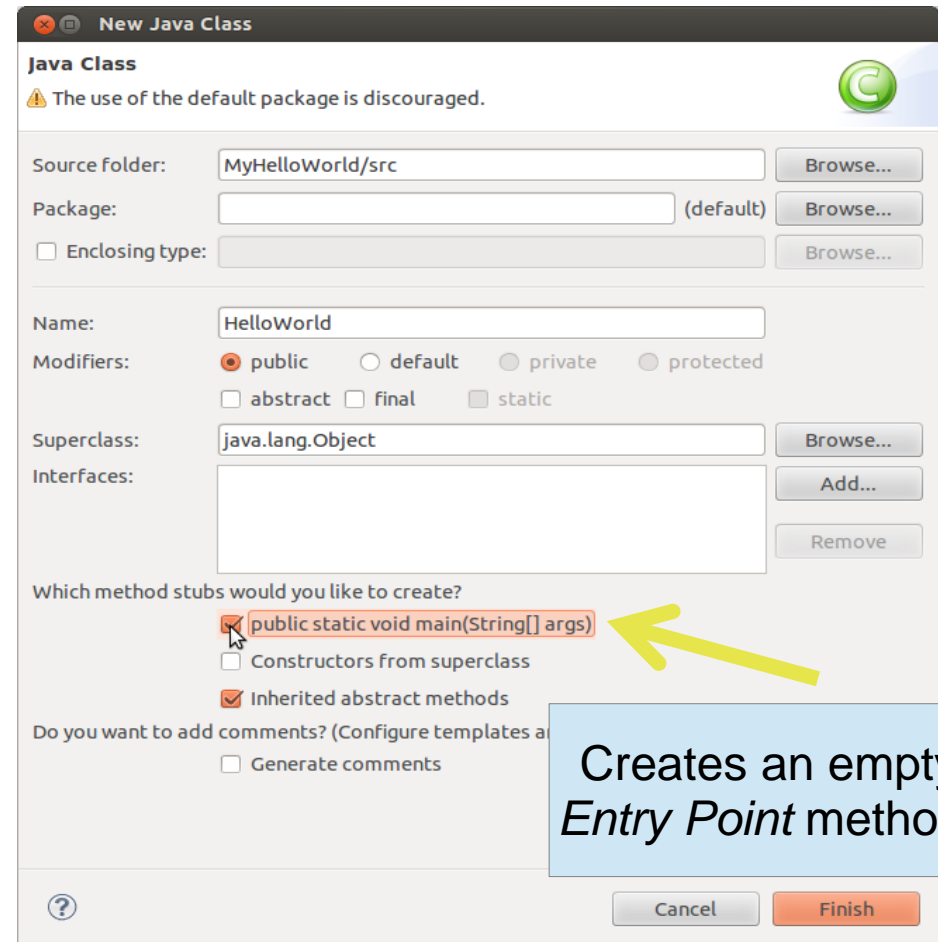 New Java Class
Java Class
The use of the default package is discouraged.
Source folder: MyHelloWorld/src Browse...
Package: (default) Browse...
Enclosing type: Browse...
Name: HelloWorld
Modifiers: public default private protected
abstract final static
Superclass: java.lang.Object Browse...
Interfaces: Add...
Remove
Which method stubs would you like to create?
public static void main(String[] args)
Constructors from superclass
Inherited abstract methods
Do you want to add comments? (Configure templates
Generate comments
Creates an empty
Entry Point
? Cancel Finish